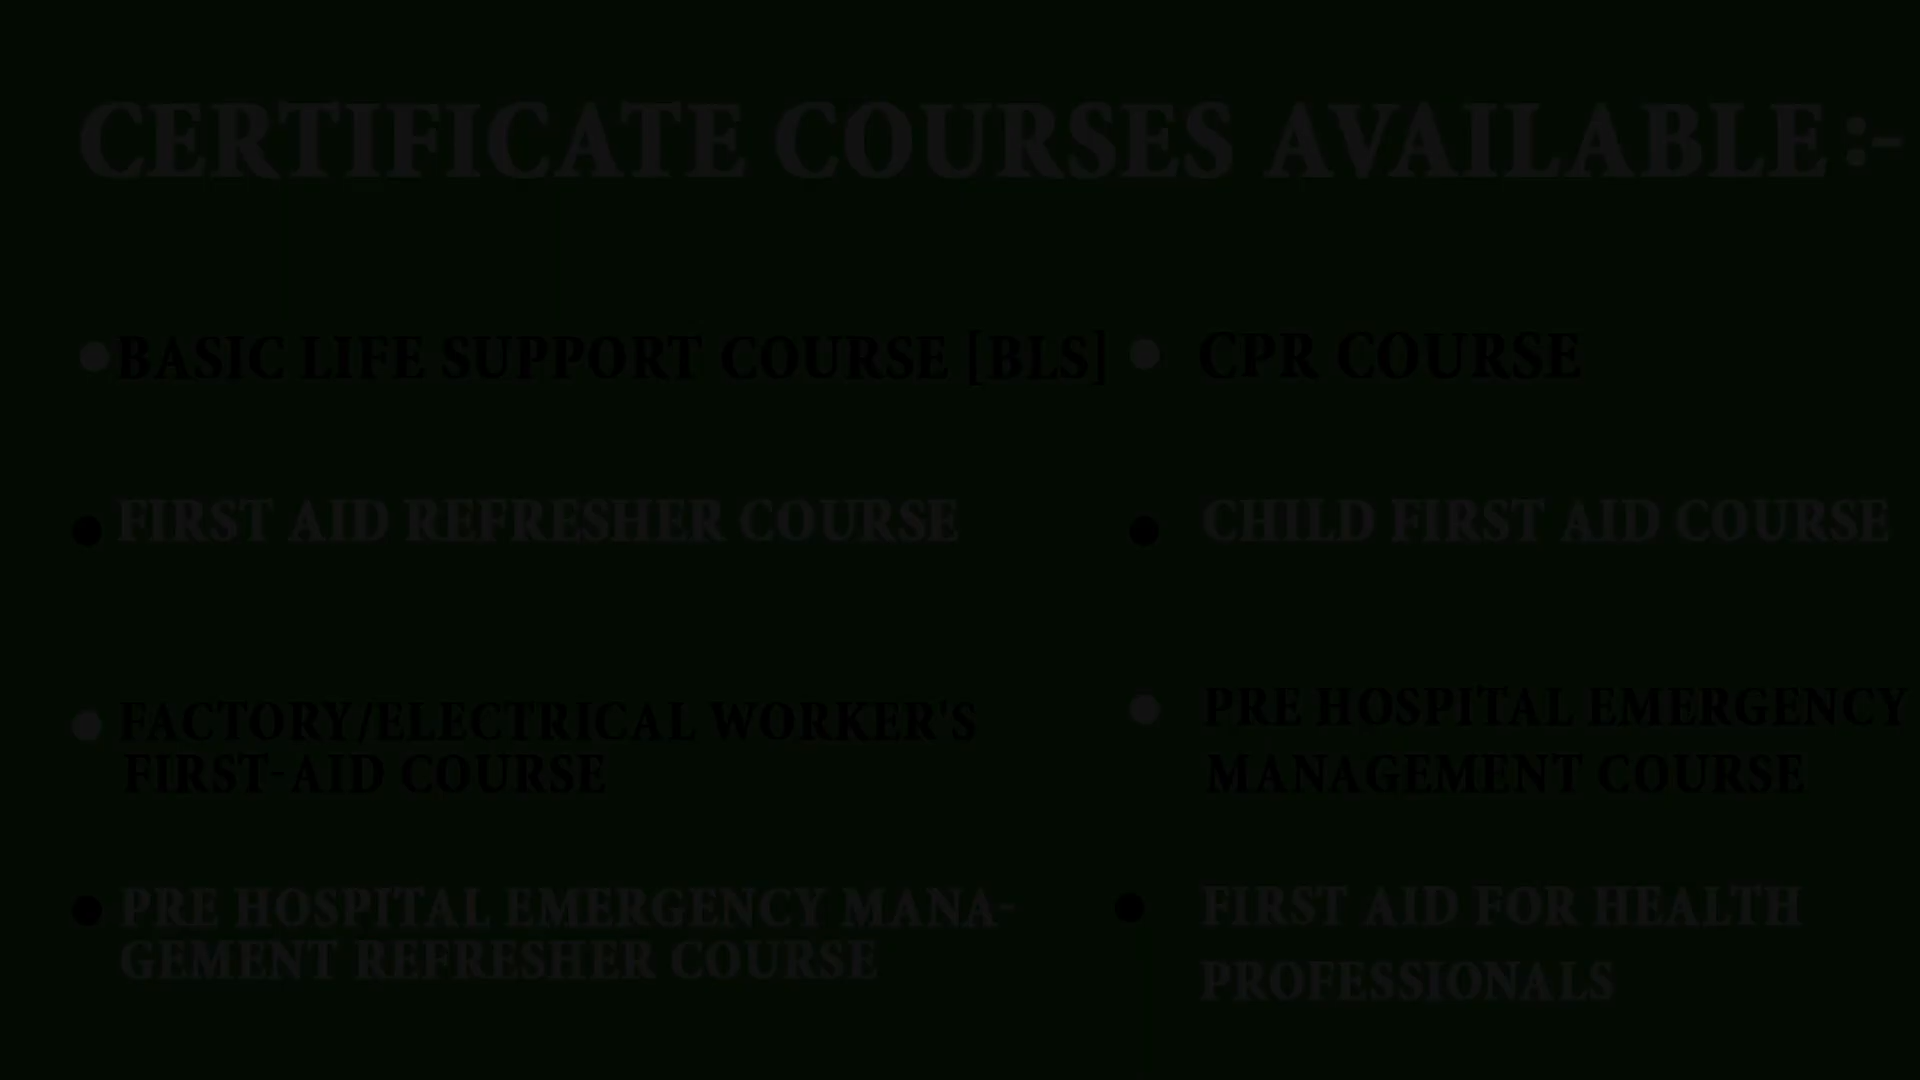 CERTIFICATE COURSES AVAILABLE :-
BASIC LIFE SUPPORT COURSE [BLS]
CPR COURSE
FIRST AID REFRESHER COURSE
CHILD FIRST AID COURSE
FACTORY/ELECTRICAL WORKER'S
FIRST-AID COURSE
PRE HOSPITAL EMERGENCY
MANAGEMENT COURSE
PRE HOSPITAL EMERGENCY MANA-
GEMENT REFRESHER COURSE
FIRST AID FOR HEALTH
PROFESSIONALS